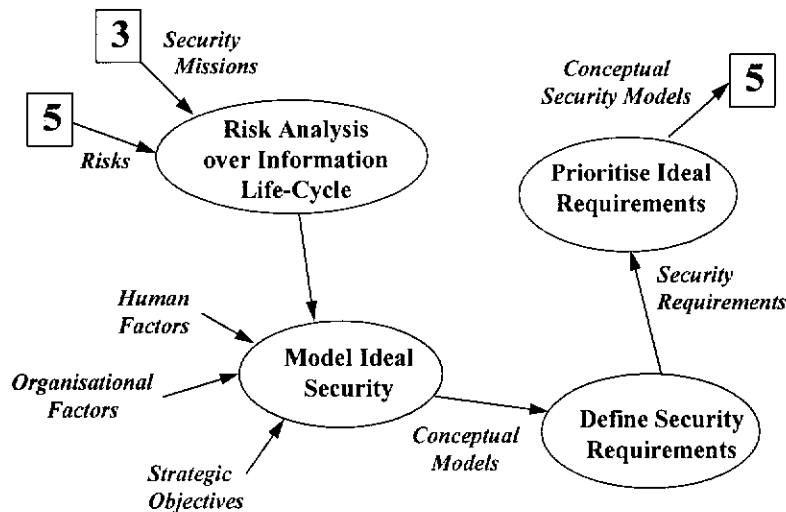 3
Security
Missions
5
Risks
Risk Analysis
over Information
Life-Cycle
Conceptual
Security Models
5
Prioritise Ideal
Requirements
Security
Requirements
Human
Factors
Organisational
Factors
Strategic
Objectives
Model Ideal
Security
Conceptual
Models
Define Security
Requirements